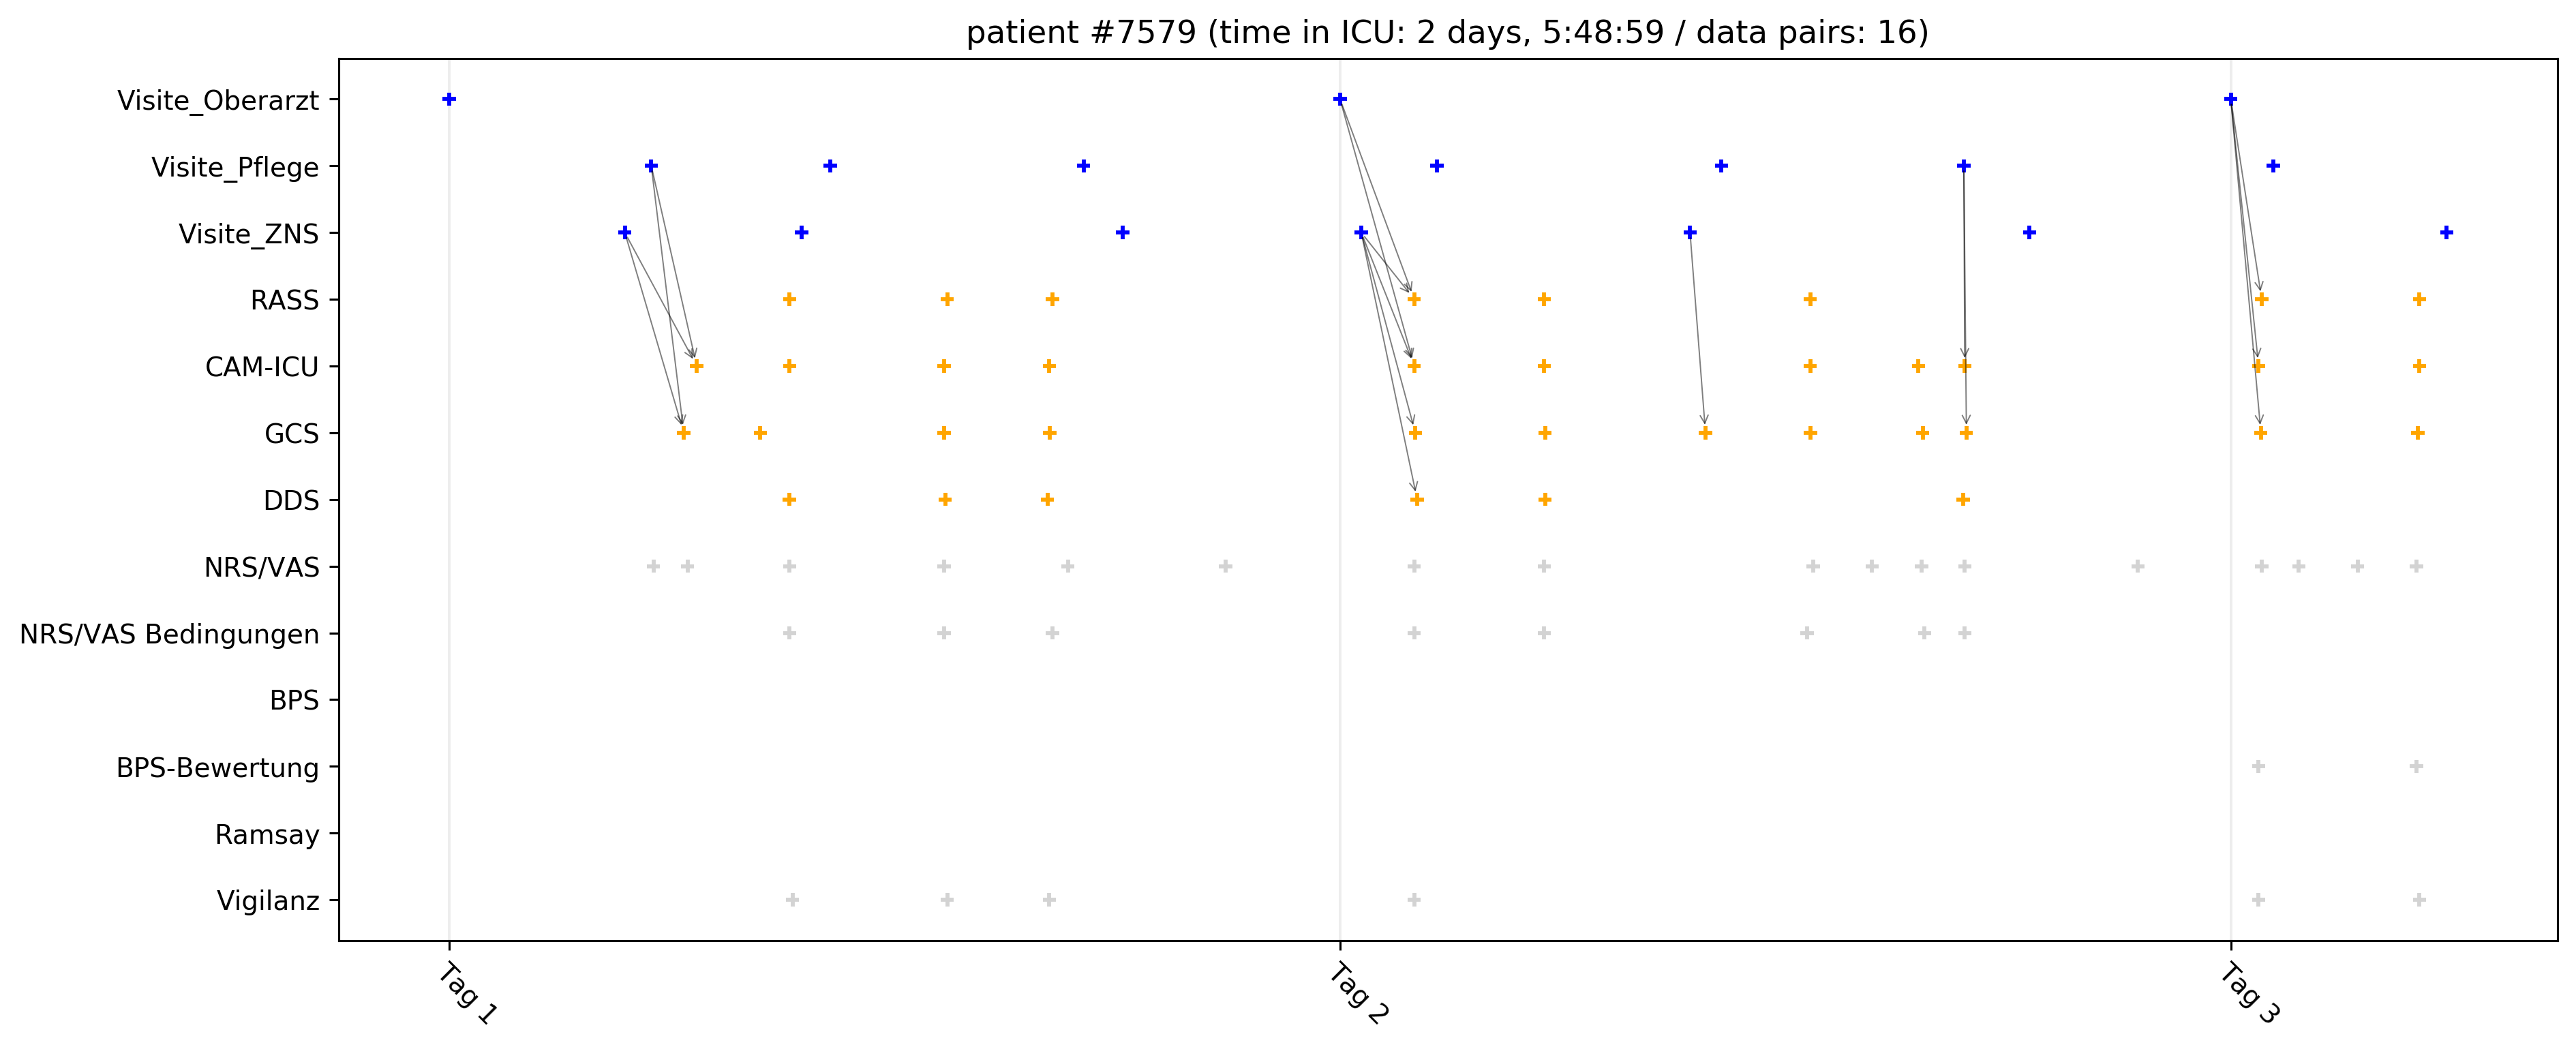 patient #7579 (time in ICU: 2 days, 5:48:59 / data pairs: 16)
Visite_Oberarzt
Visite_Pflege
Visite_ZNS
RASS
CAM-ICU
GCS
DDS
NRS/VAS
NRS/VAS Bedingungen
BPS
BPS-Bewertung
Ramsay
Vigilanz
Tag 1
Tag 2
Tag 3